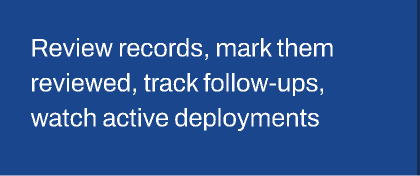 Review records, mark them
reviewed, track follow-ups,
watch active deployments